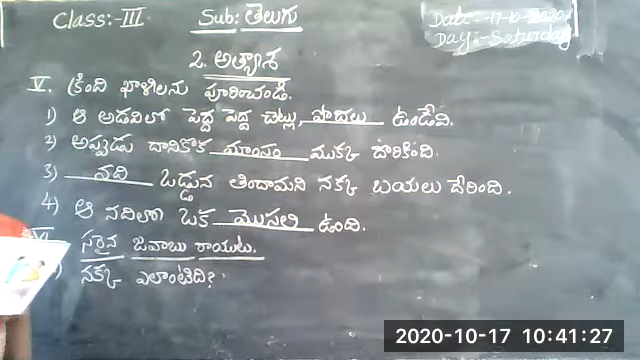 Class:- III Sub: తెలుగు Date:-17-10-2020
Day:- Saturday
2. అత్యాశ
V. క్రింది ఖాళీలను పూరించండి.
1) ఆ అడవిలో పెద్ద పెద్ద చెట్లు, పొదలు ఉండేవి.
2) అప్పుడు దానికొక మాంసం ముక్క దొరికింది.
3) నది ఒడ్డున తిందామని నక్క బయలు దేరింది.
4) ఆ నదిలో ఒక మొసలి ఉంది.
VI. సరైన జవాబు రాయుట.
నక్క ఎలాంటిది?
2020-10-17 10:41:27